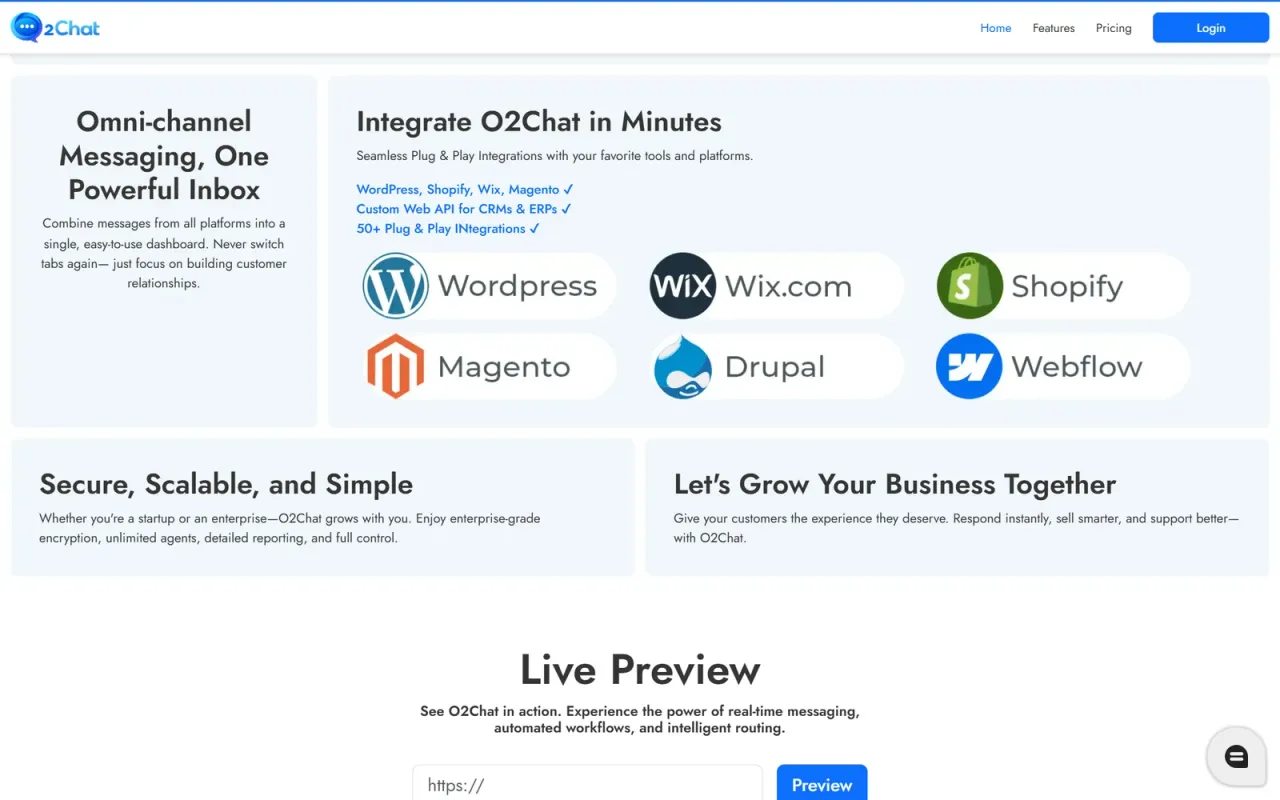 2Chat
Home
Features
Pricing
Login
Omni-channel
Messaging, One
Powerful Inbox
Combine messages from all platforms into a
single, easy-to-use dashboard. Never switch
tabs again— just focus on building customer
relationships.
Integrate O2Chat in Minutes
Seamless Plug & Play Integrations with your favorite tools and platforms.
WordPress, Shopify, Wix, Magento ✓
Custom Web API for CRMs & ERPs ✓
50+ Plug & Play INtegrations ✓
Wordpress
WiX Wix.com
Shopify
Magento
Drupal
Webflow
Secure, Scalable, and Simple
Whether you're a startup or an enterprise—O2Chat grows with you. Enjoy enterprise-grade
encryption, unlimited agents, detailed reporting, and full control.
Let's Grow Your Business Together
Give your customers the experience they deserve. Respond instantly, sell smarter, and support better—
with O2Chat.
Live Preview
See O2Chat in action. Experience the power of real-time messaging,
automated workflows, and intelligent routing.
https://
Preview